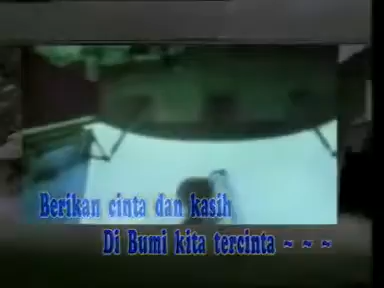 Berikan cinta dan kasih
Di Bumi kita tercinta ~ ~ ~